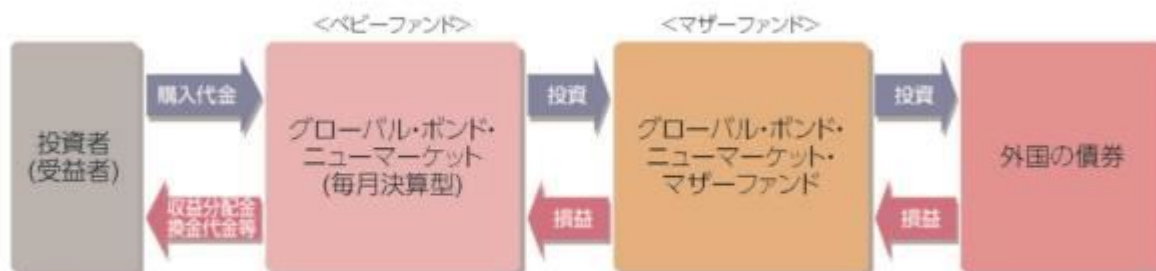 <ベビーファンド>
<マザーファンド>
投資者
(受益者)
購入代金
収益分配金
換金代金等
グローバル・ボンド・
ニューマーケット
(毎月決算型)
投資
損益
グローバル・ボンド・
ニューマーケット・
マザーファンド
投資
損益
外国の債券